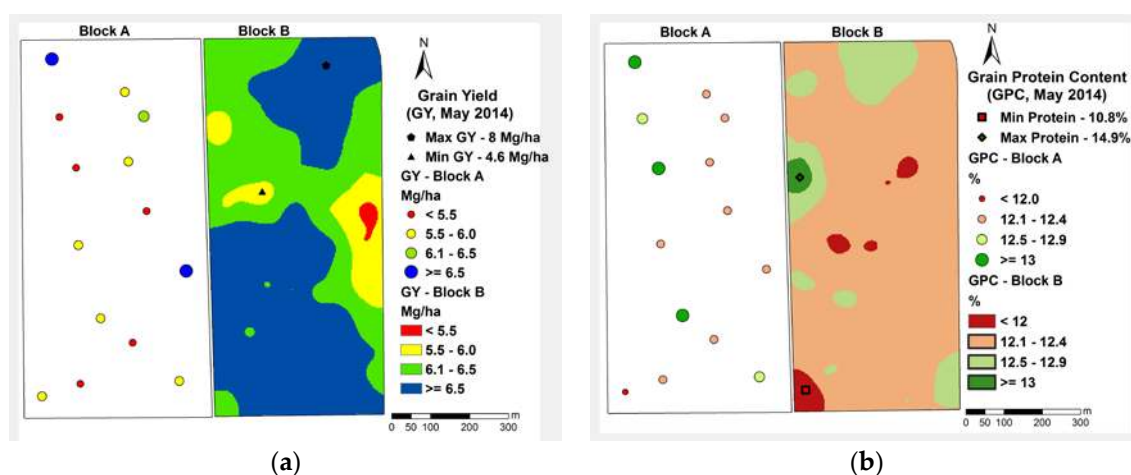 Block A
Block B
N
Grain Yield
(GY, May 2014)
Max GY - 8 Mg/ha
Min GY - 4.6 Mg/ha
GY - Block A
Mg/ha
< 5.5
5.5 - 6.0
6.1 - 6.5
>= 6.5
GY - Block B
Mg/ha
< 5.5
5.5 - 6.0
6.1 - 6.5
>= 6.5
m
0 50 100 200 300
(a)
Block A
Block B
N
Grain Protein Content
(GPC, May 2014)
Min Protein - 10.8%
Max Protein - 14.9%
GPC - Block A
%
< 12.0
12.1 - 12.4
12.5 - 12.9
>= 13
GPC - Block B
%
< 12
12.1 - 12.4
12.5 - 12.9
>= 13
m
0 50 100 200 300
(b)